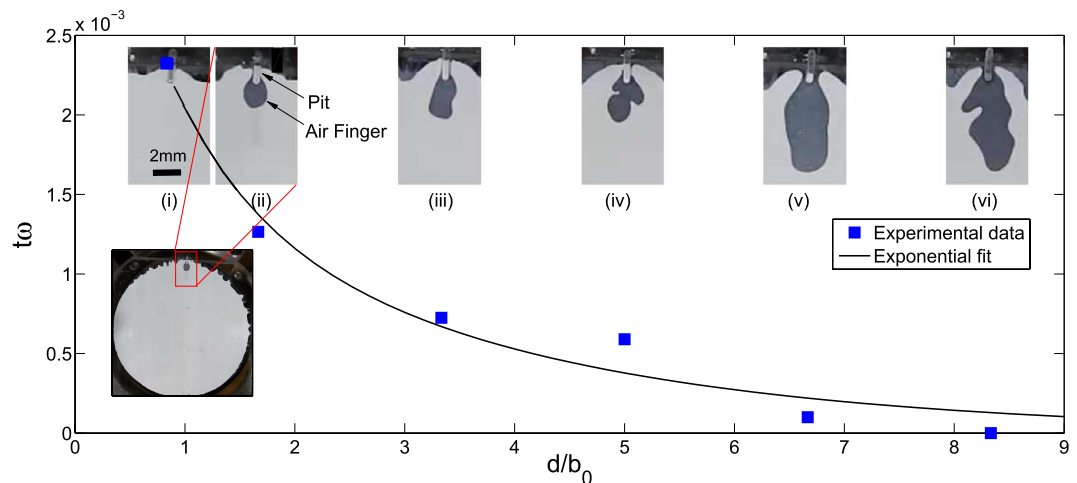 x 10⁻³
2.5
2
1.5
1
0.5
0
tω
Pit
Air Finger
2mm
(i) (ii) (iii) (iv) (v) (vi)
Experimental data
Exponential fit
0 1 2 3 4 5 6 7 8 9
d/b₀